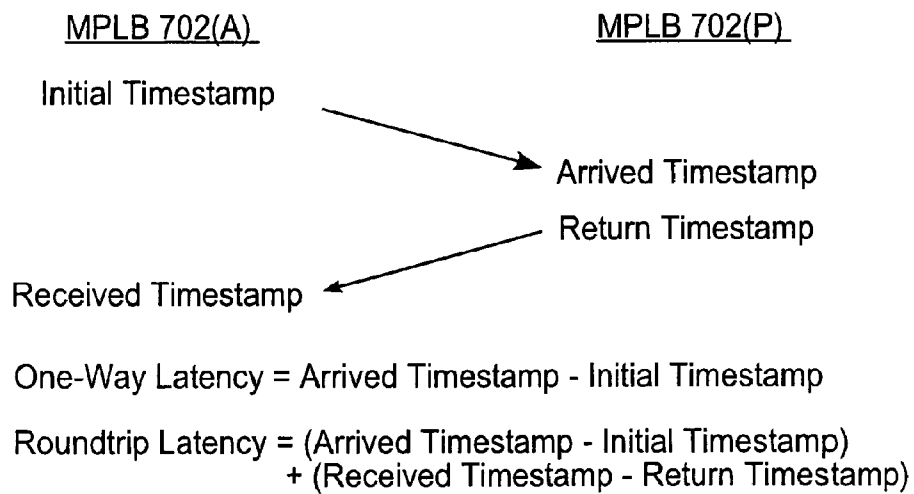 MPLB 702(A) MPLB 702(P)
Initial Timestamp
Arrived Timestamp
Return Timestamp
Received Timestamp
One-Way Latency = Arrived Timestamp - Initial Timestamp
Roundtrip Latency = (Arrived Timestamp - Initial Timestamp)
+ (Received Timestamp - Return Timestamp)